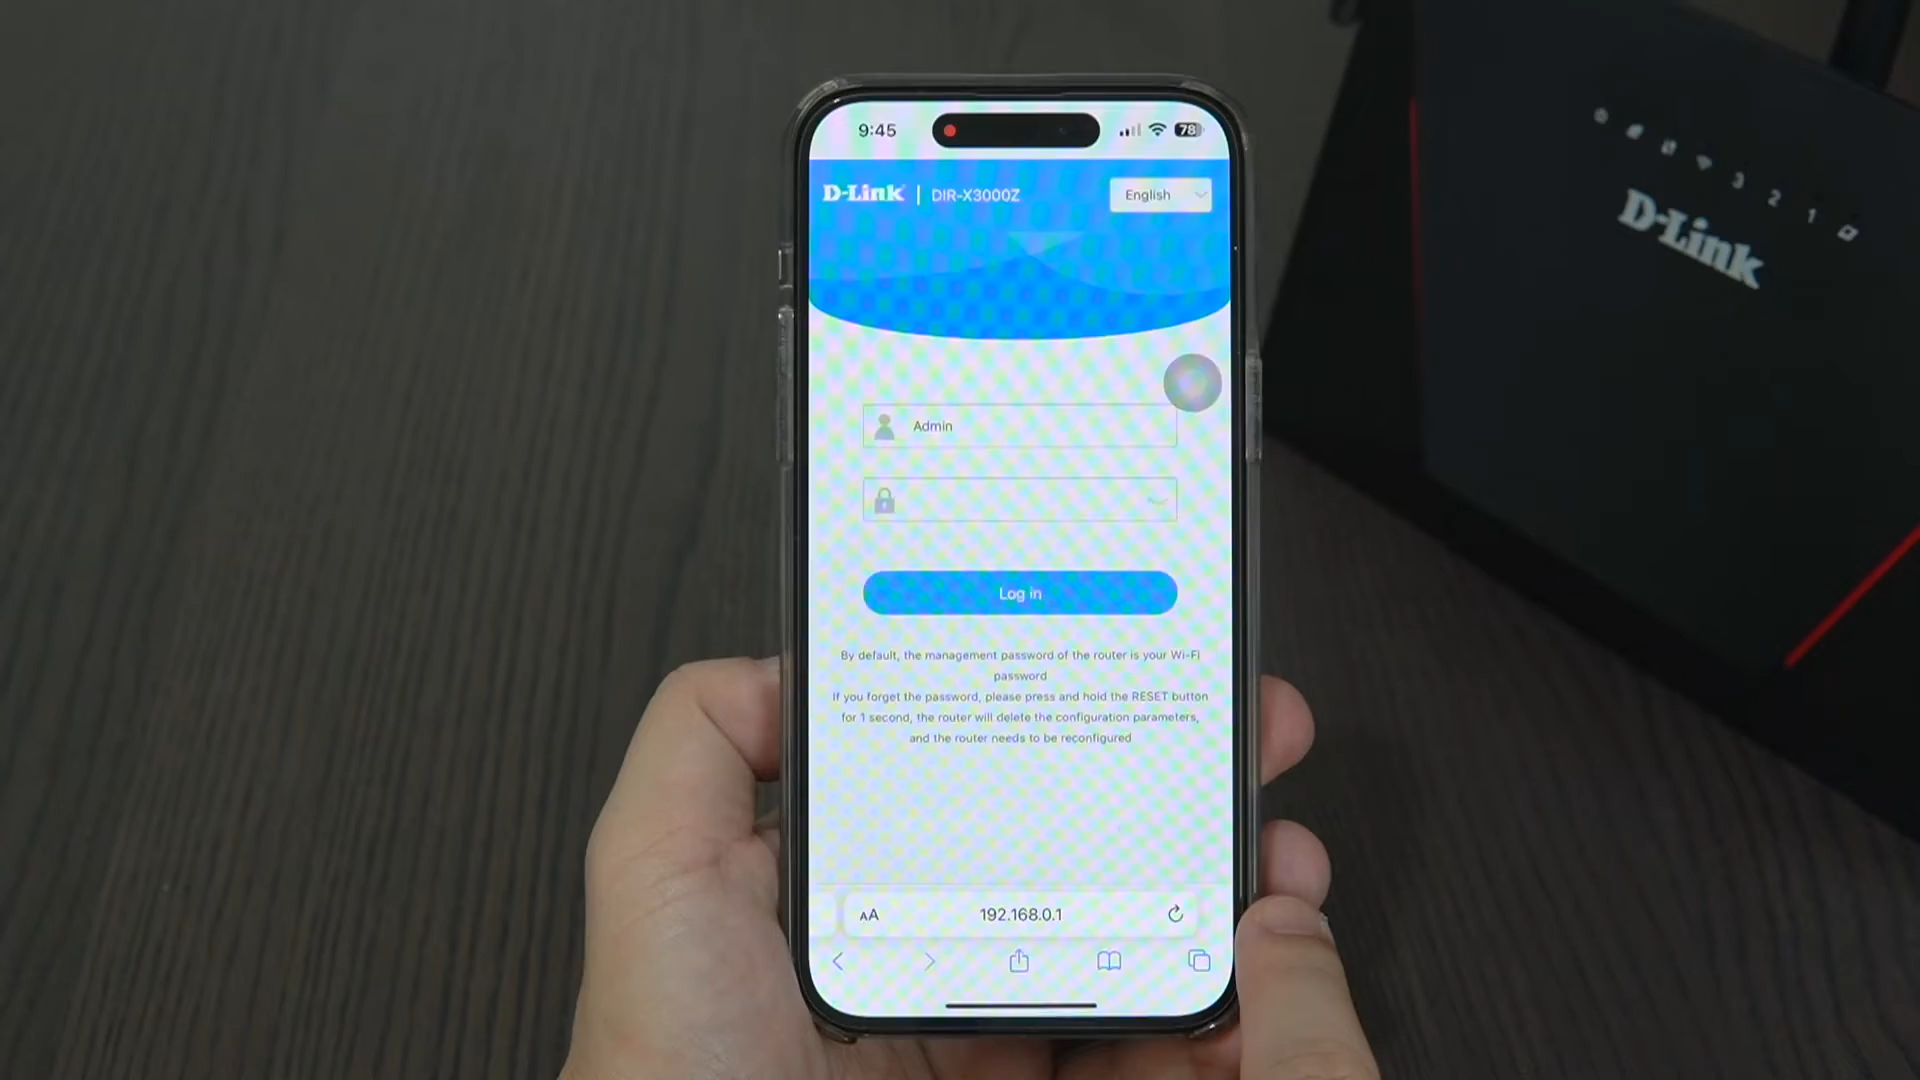 9:45
78
D-Link | DIR-X3000Z
English
Admin
Log in
By default, the management password of the router is your Wi-Fi
password
If you forget the password, please press and hold the RESET button
for 1 second, the router will delete the configuration parameters,
and the router needs to be reconfigured
AA 192.168.0.1
3 2 1
D-Link